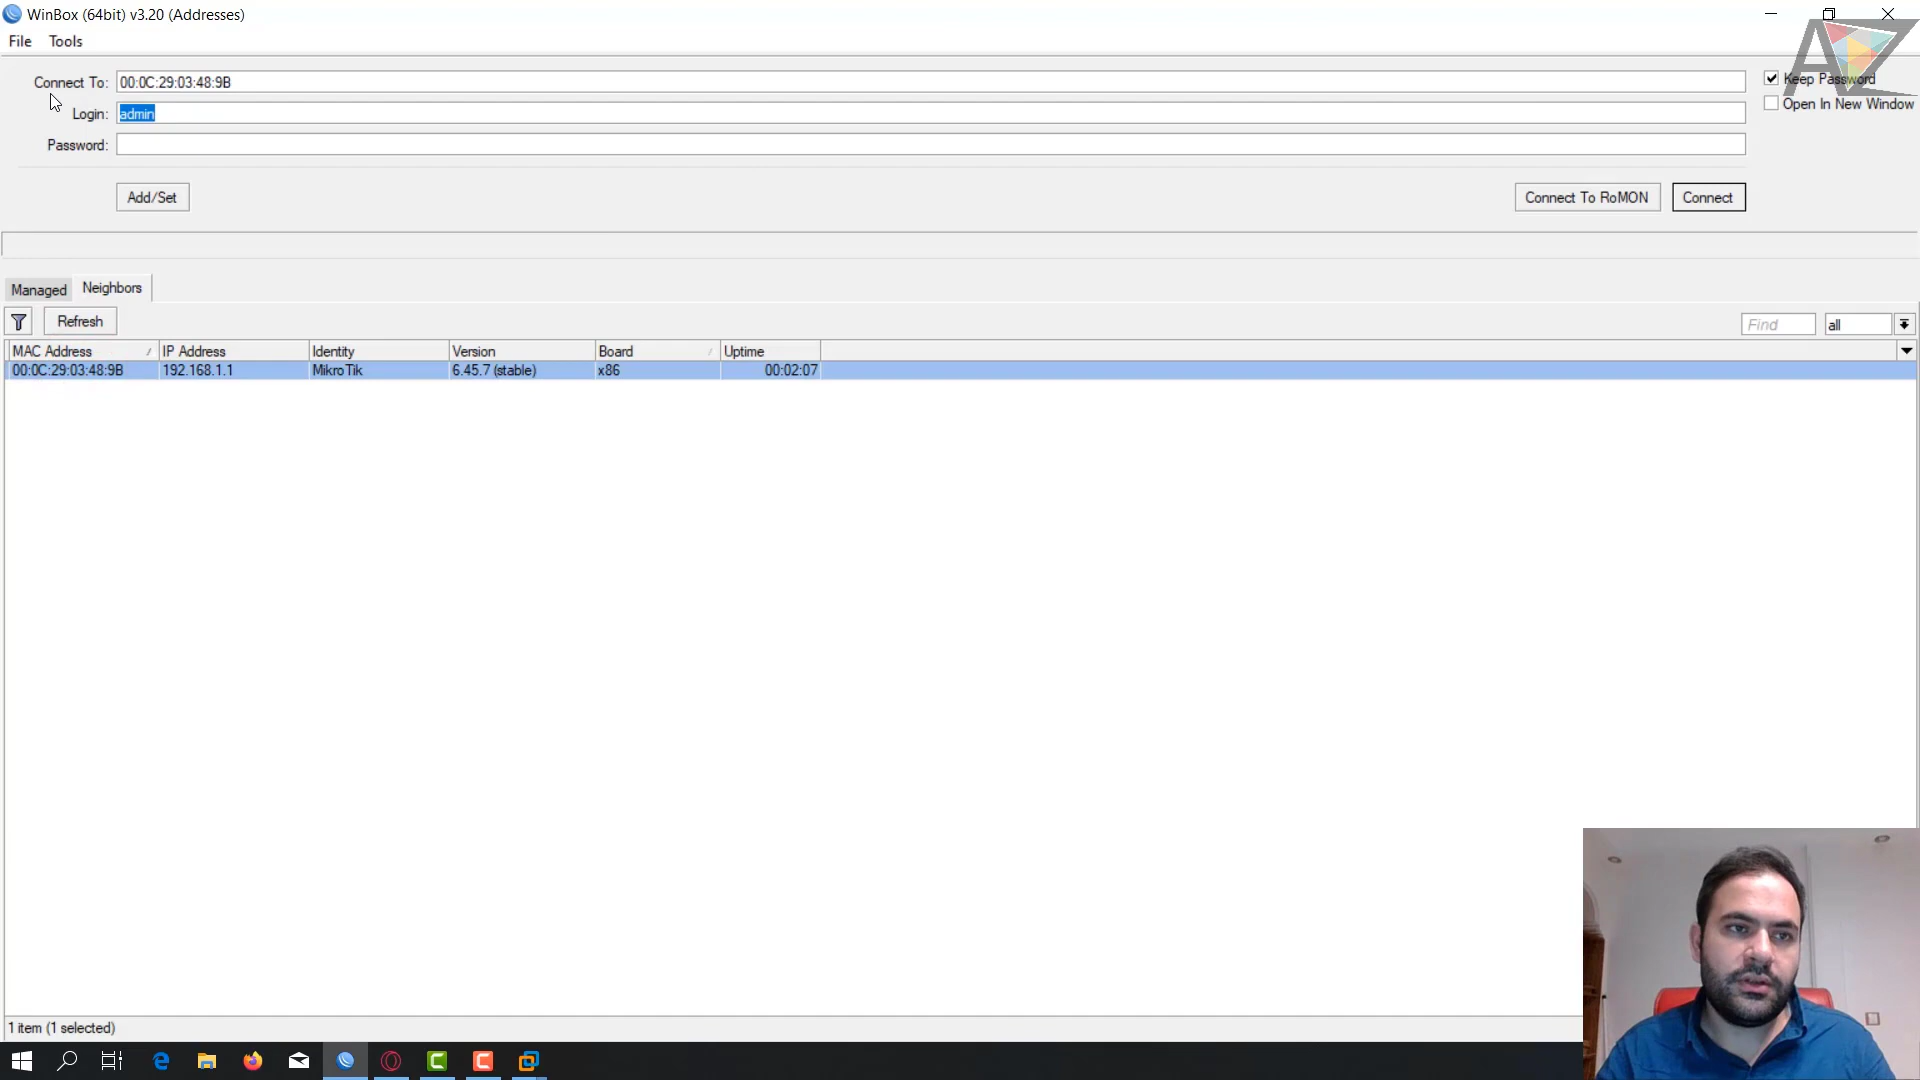 WinBox (64bit) v3.20 (Addresses)
File Tools
Connect To: 00:0C:29:03:48:9B
Keep Password
Login: admin
Open In New Window
Password:
Add/Set
Connect To RoMON
Connect
Managed
Neighbors
Refresh
Find
all
MAC Address IP Address Identity Version Board Uptime
00:0C:29:03:48:9B 192.168.1.1 MikroTik 6.45.7 (stable) x86 00:02:07
1 item (1 selected)
AZ